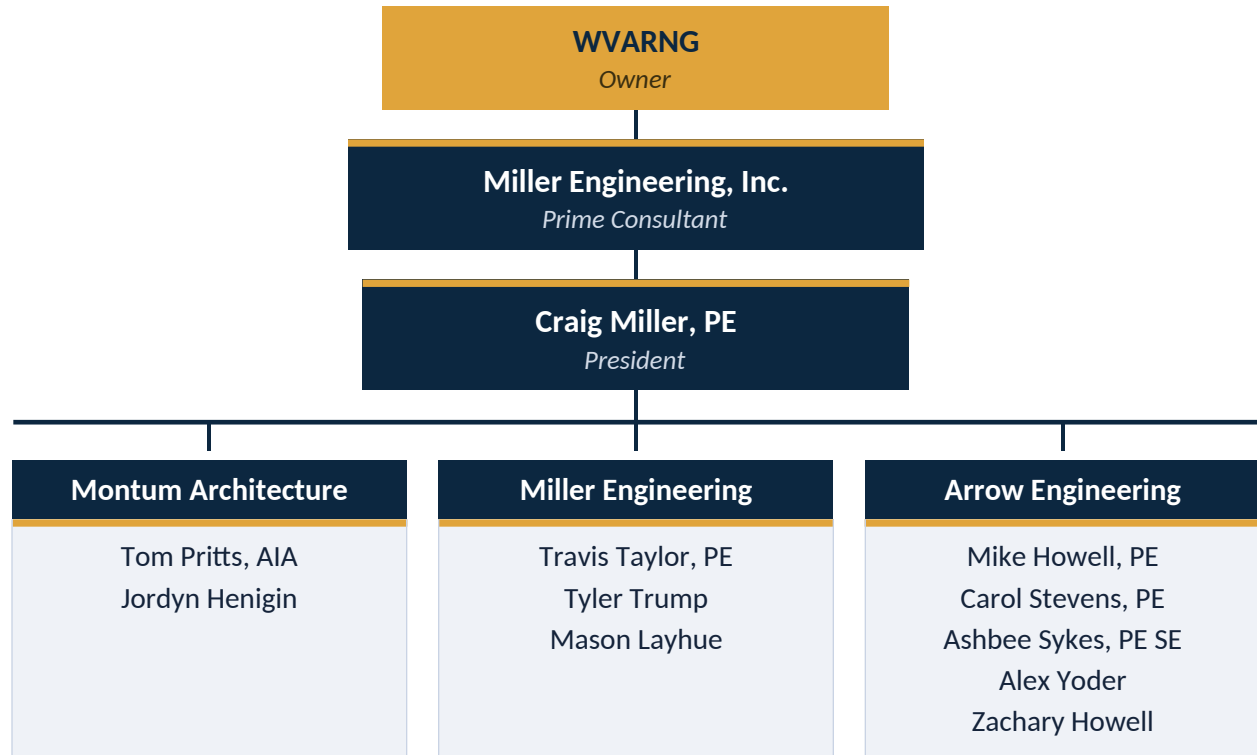 WVARNG
Owner
Miller Engineering, Inc.
Prime Consultant
Craig Miller, PE
President
Montum Architecture
Tom Pritts, AIA
Jordyn Henigin
Miller Engineering
Travis Taylor, PE
Tyler Trump
Mason Layhue
Arrow Engineering
Mike Howell, PE
Carol Stevens, PE
Ashbee Sykes, PE SE
Alex Yoder
Zachary Howell